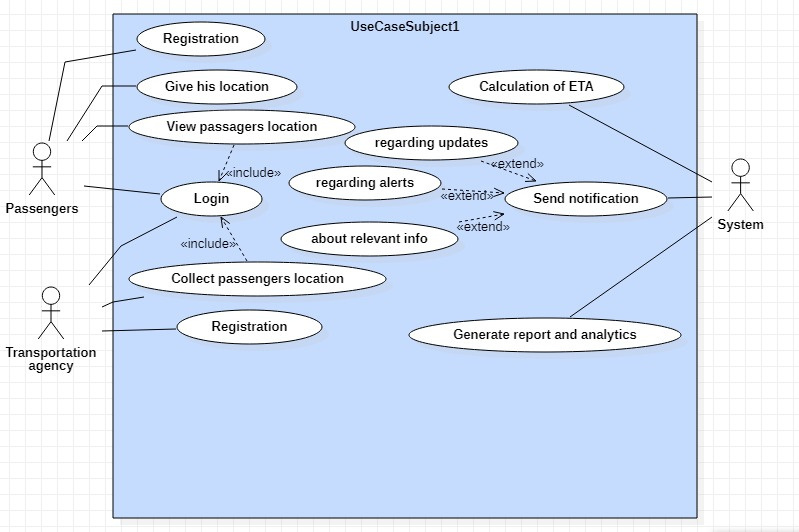 UseCaseSubject1
Registration
Give his location
Calculation of ETA
View passagers location
regarding updates
«extend»
«include»
regarding alerts
«extend»
Passengers
Login
Send notification
System
«extend»
about relevant info
«include»
Collect passengers location
Registration
Generate report and analytics
Transportation
agency